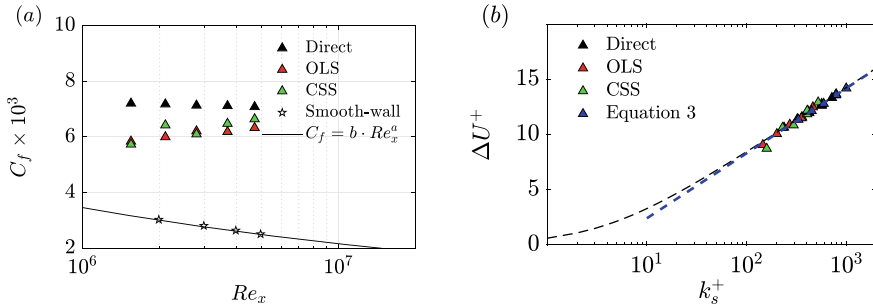 (a)
10
8
6
4
2
C_f × 10^3
10^6
10^7
Re_x
Direct
OLS
CSS
Smooth-wall
C_f = b · Re_x^a
(b)
15
10
5
0
ΔU^+
10^1
10^2
10^3
k_s^+
Direct
OLS
CSS
Equation 3